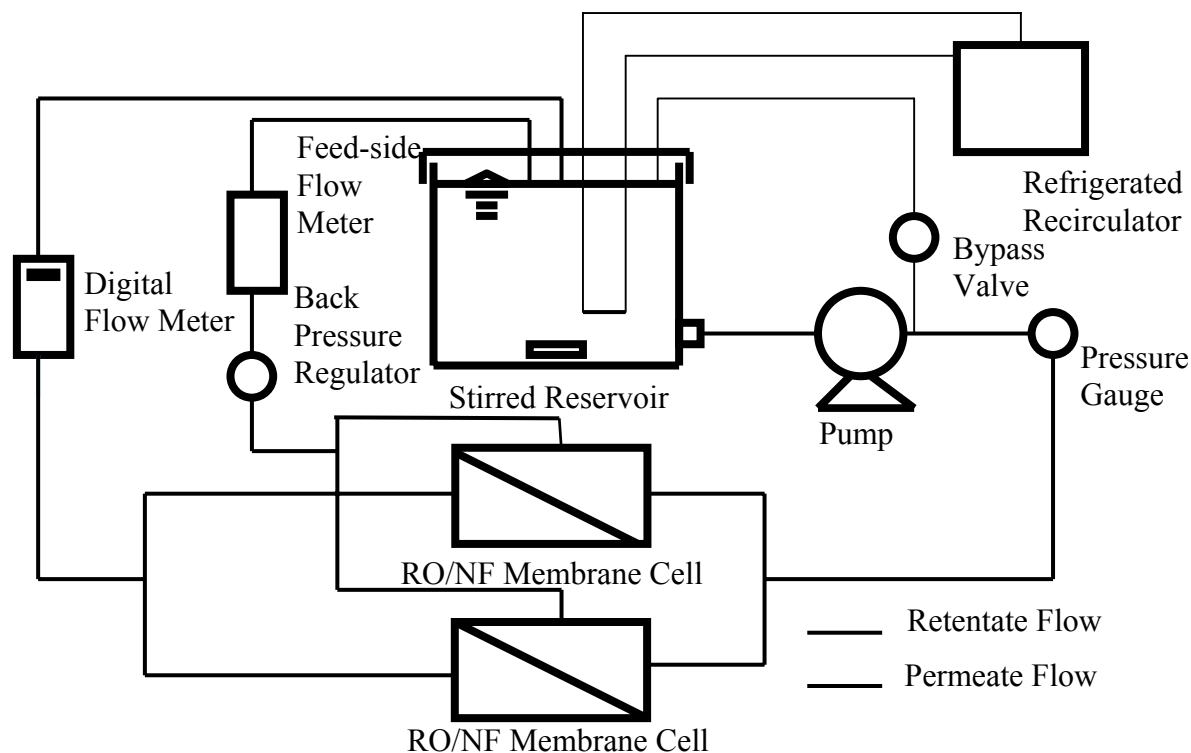 Feed-side
Flow
Meter
Refrigerated
Recirculator
Bypass
Valve
Digital
Flow Meter
Back
Pressure
Regulator
Pressure
Gauge
Stirred Reservoir
Pump
RO/NF Membrane Cell
Retentate Flow
Permeate Flow
RO/NF Membrane Cell